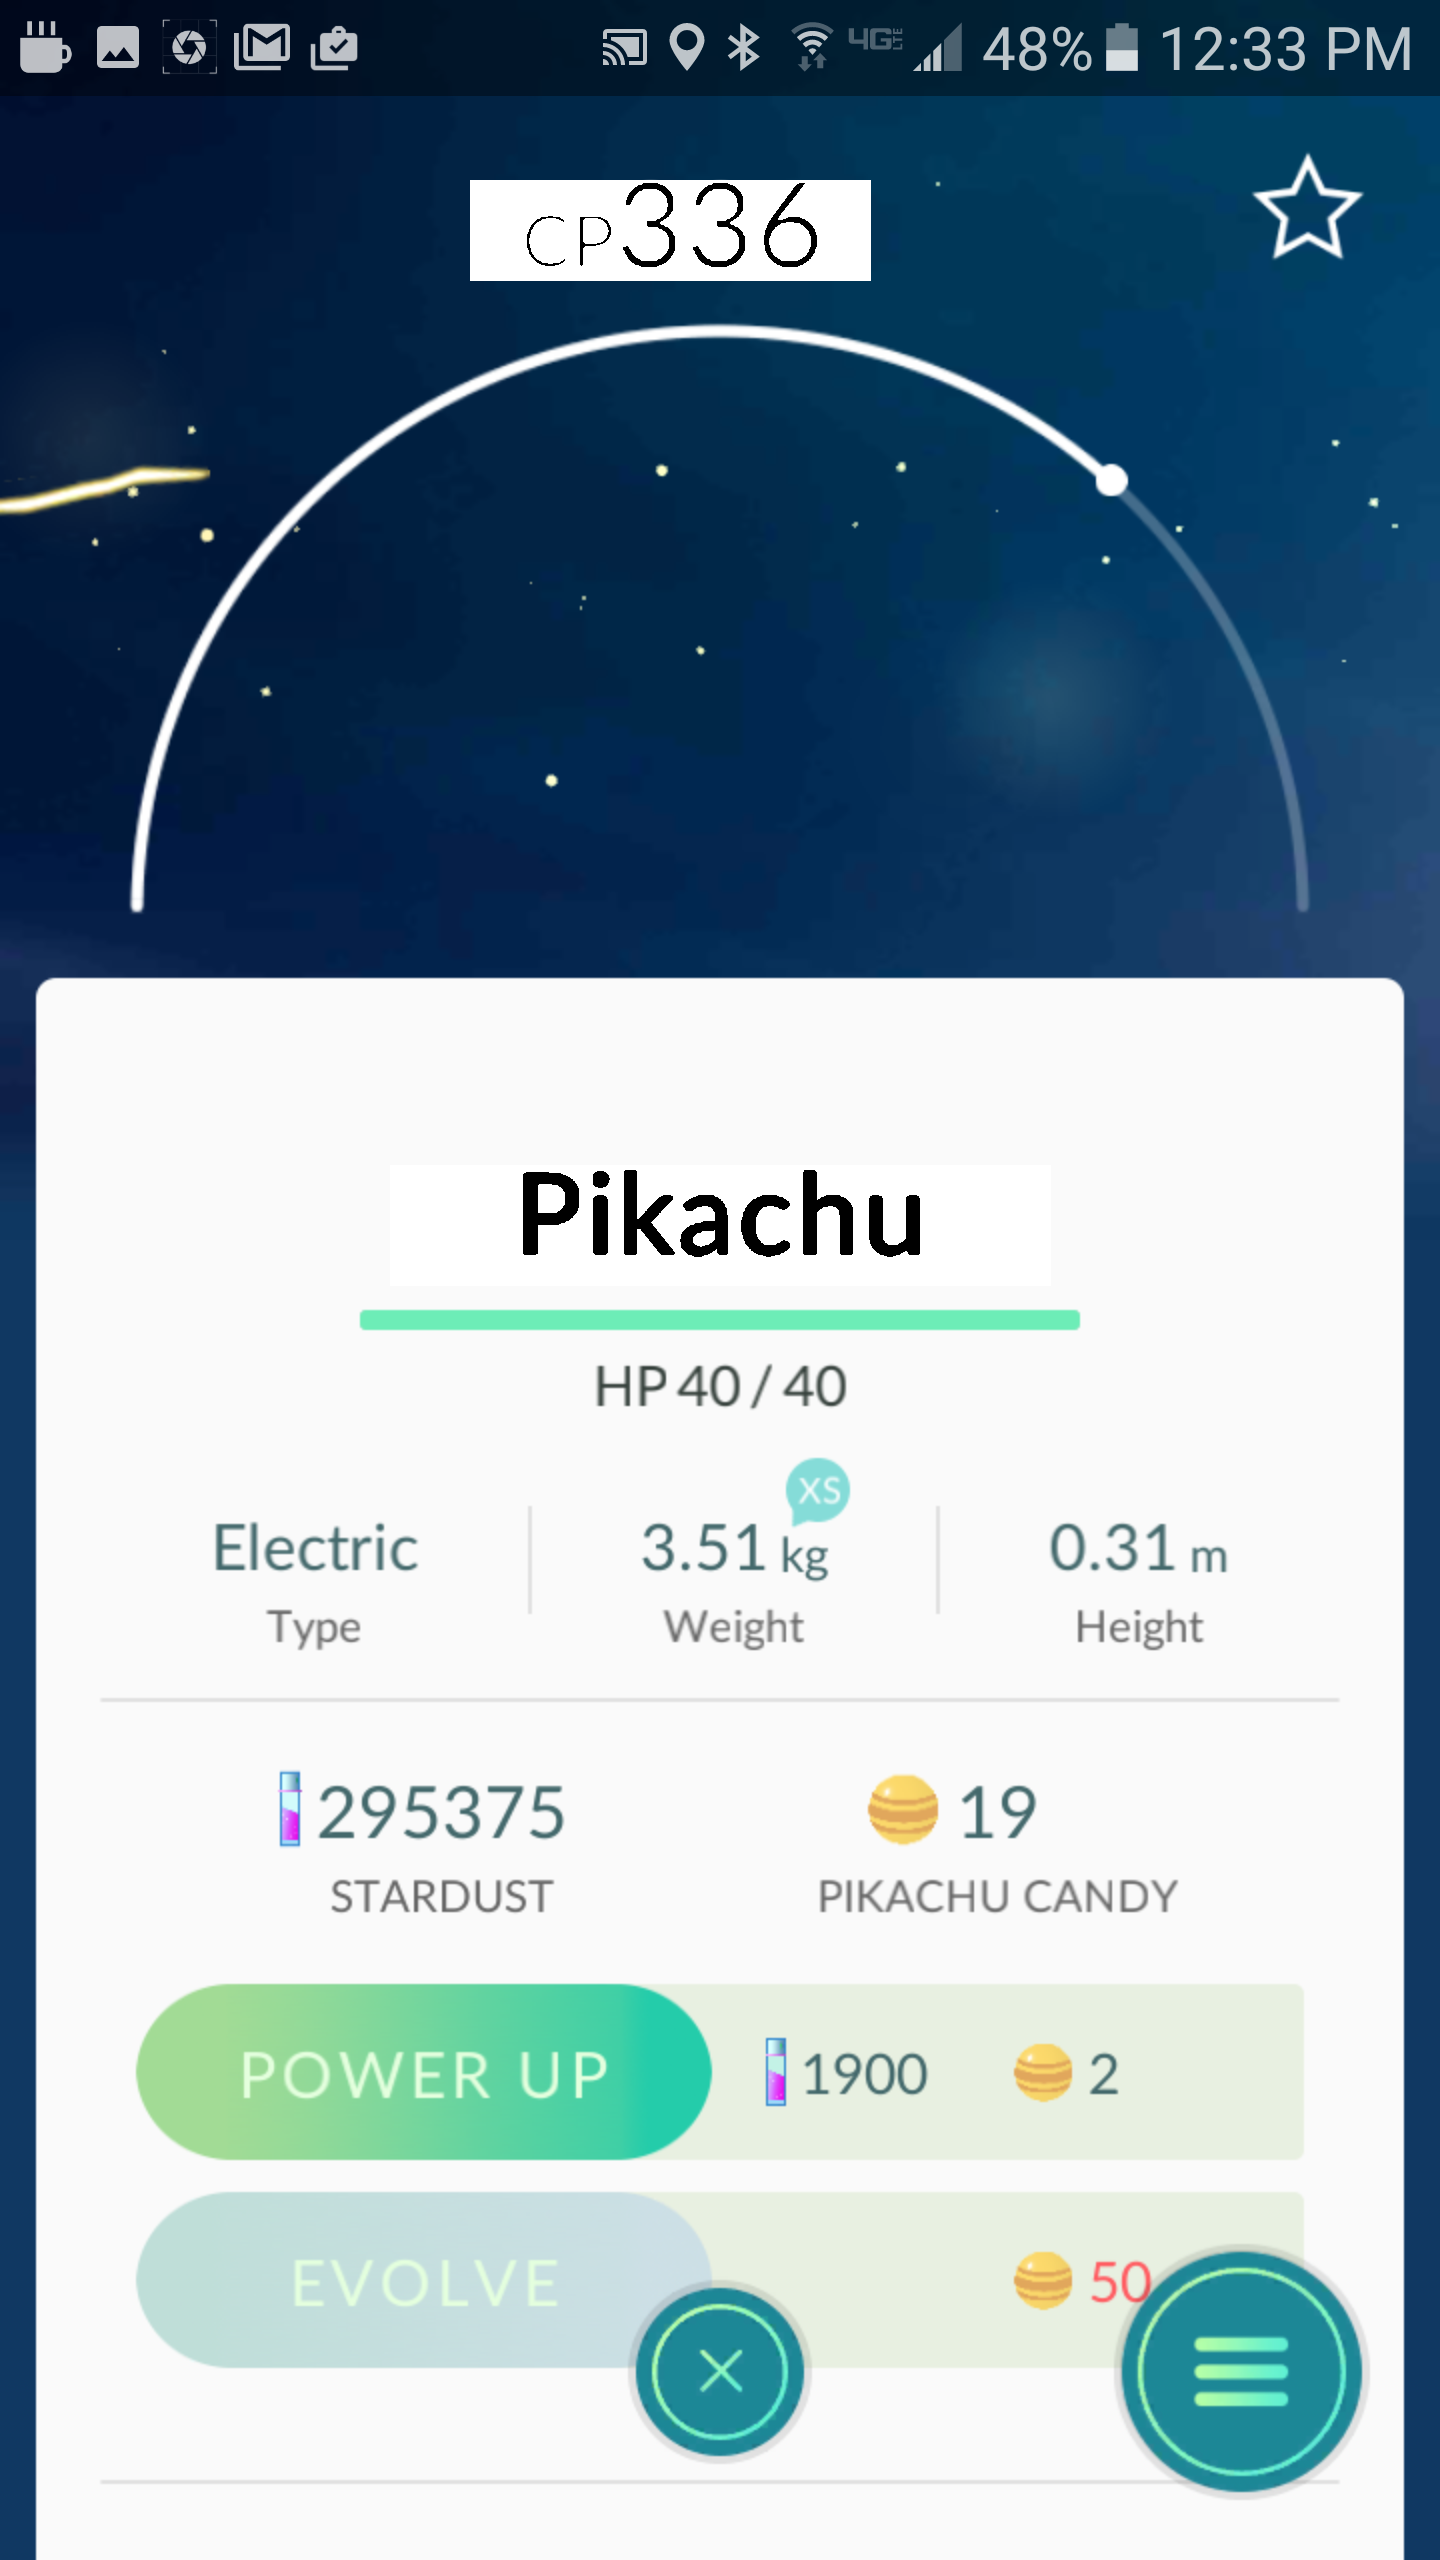 4G LTE 48% 12:33 PM
CP336
Pikachu
HP 40 / 40
XS
Electric 3.51 kg 0.31 m
Type Weight Height
295375 19
STARDUST PIKACHU CANDY
POWER UP 1900 2
EVOLVE 50